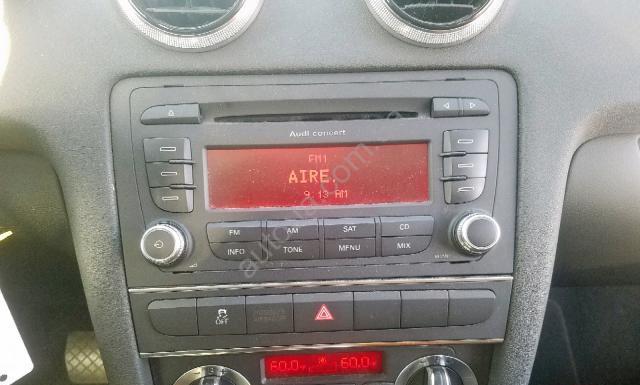 Audi concert
FM1
AIRE.
9:13 AM
FM AM SAT CD
INFO TONE MENU MIX
OFF
60.0°F 60.0°F